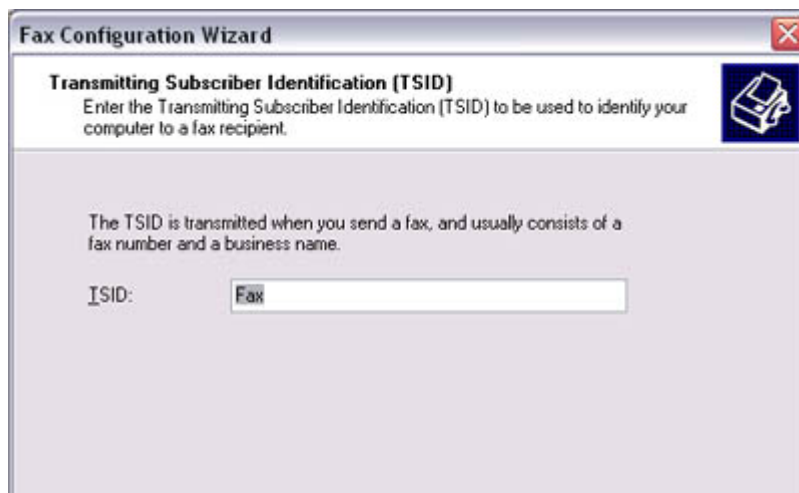 Fax Configuration Wizard
Transmitting Subscriber Identification (TSID)
Enter the Transmitting Subscriber Identification (TSID) to be used to identify your
computer to a fax recipient.
The TSID is transmitted when you send a fax, and usually consists of a
fax number and a business name.
TSID: Fax